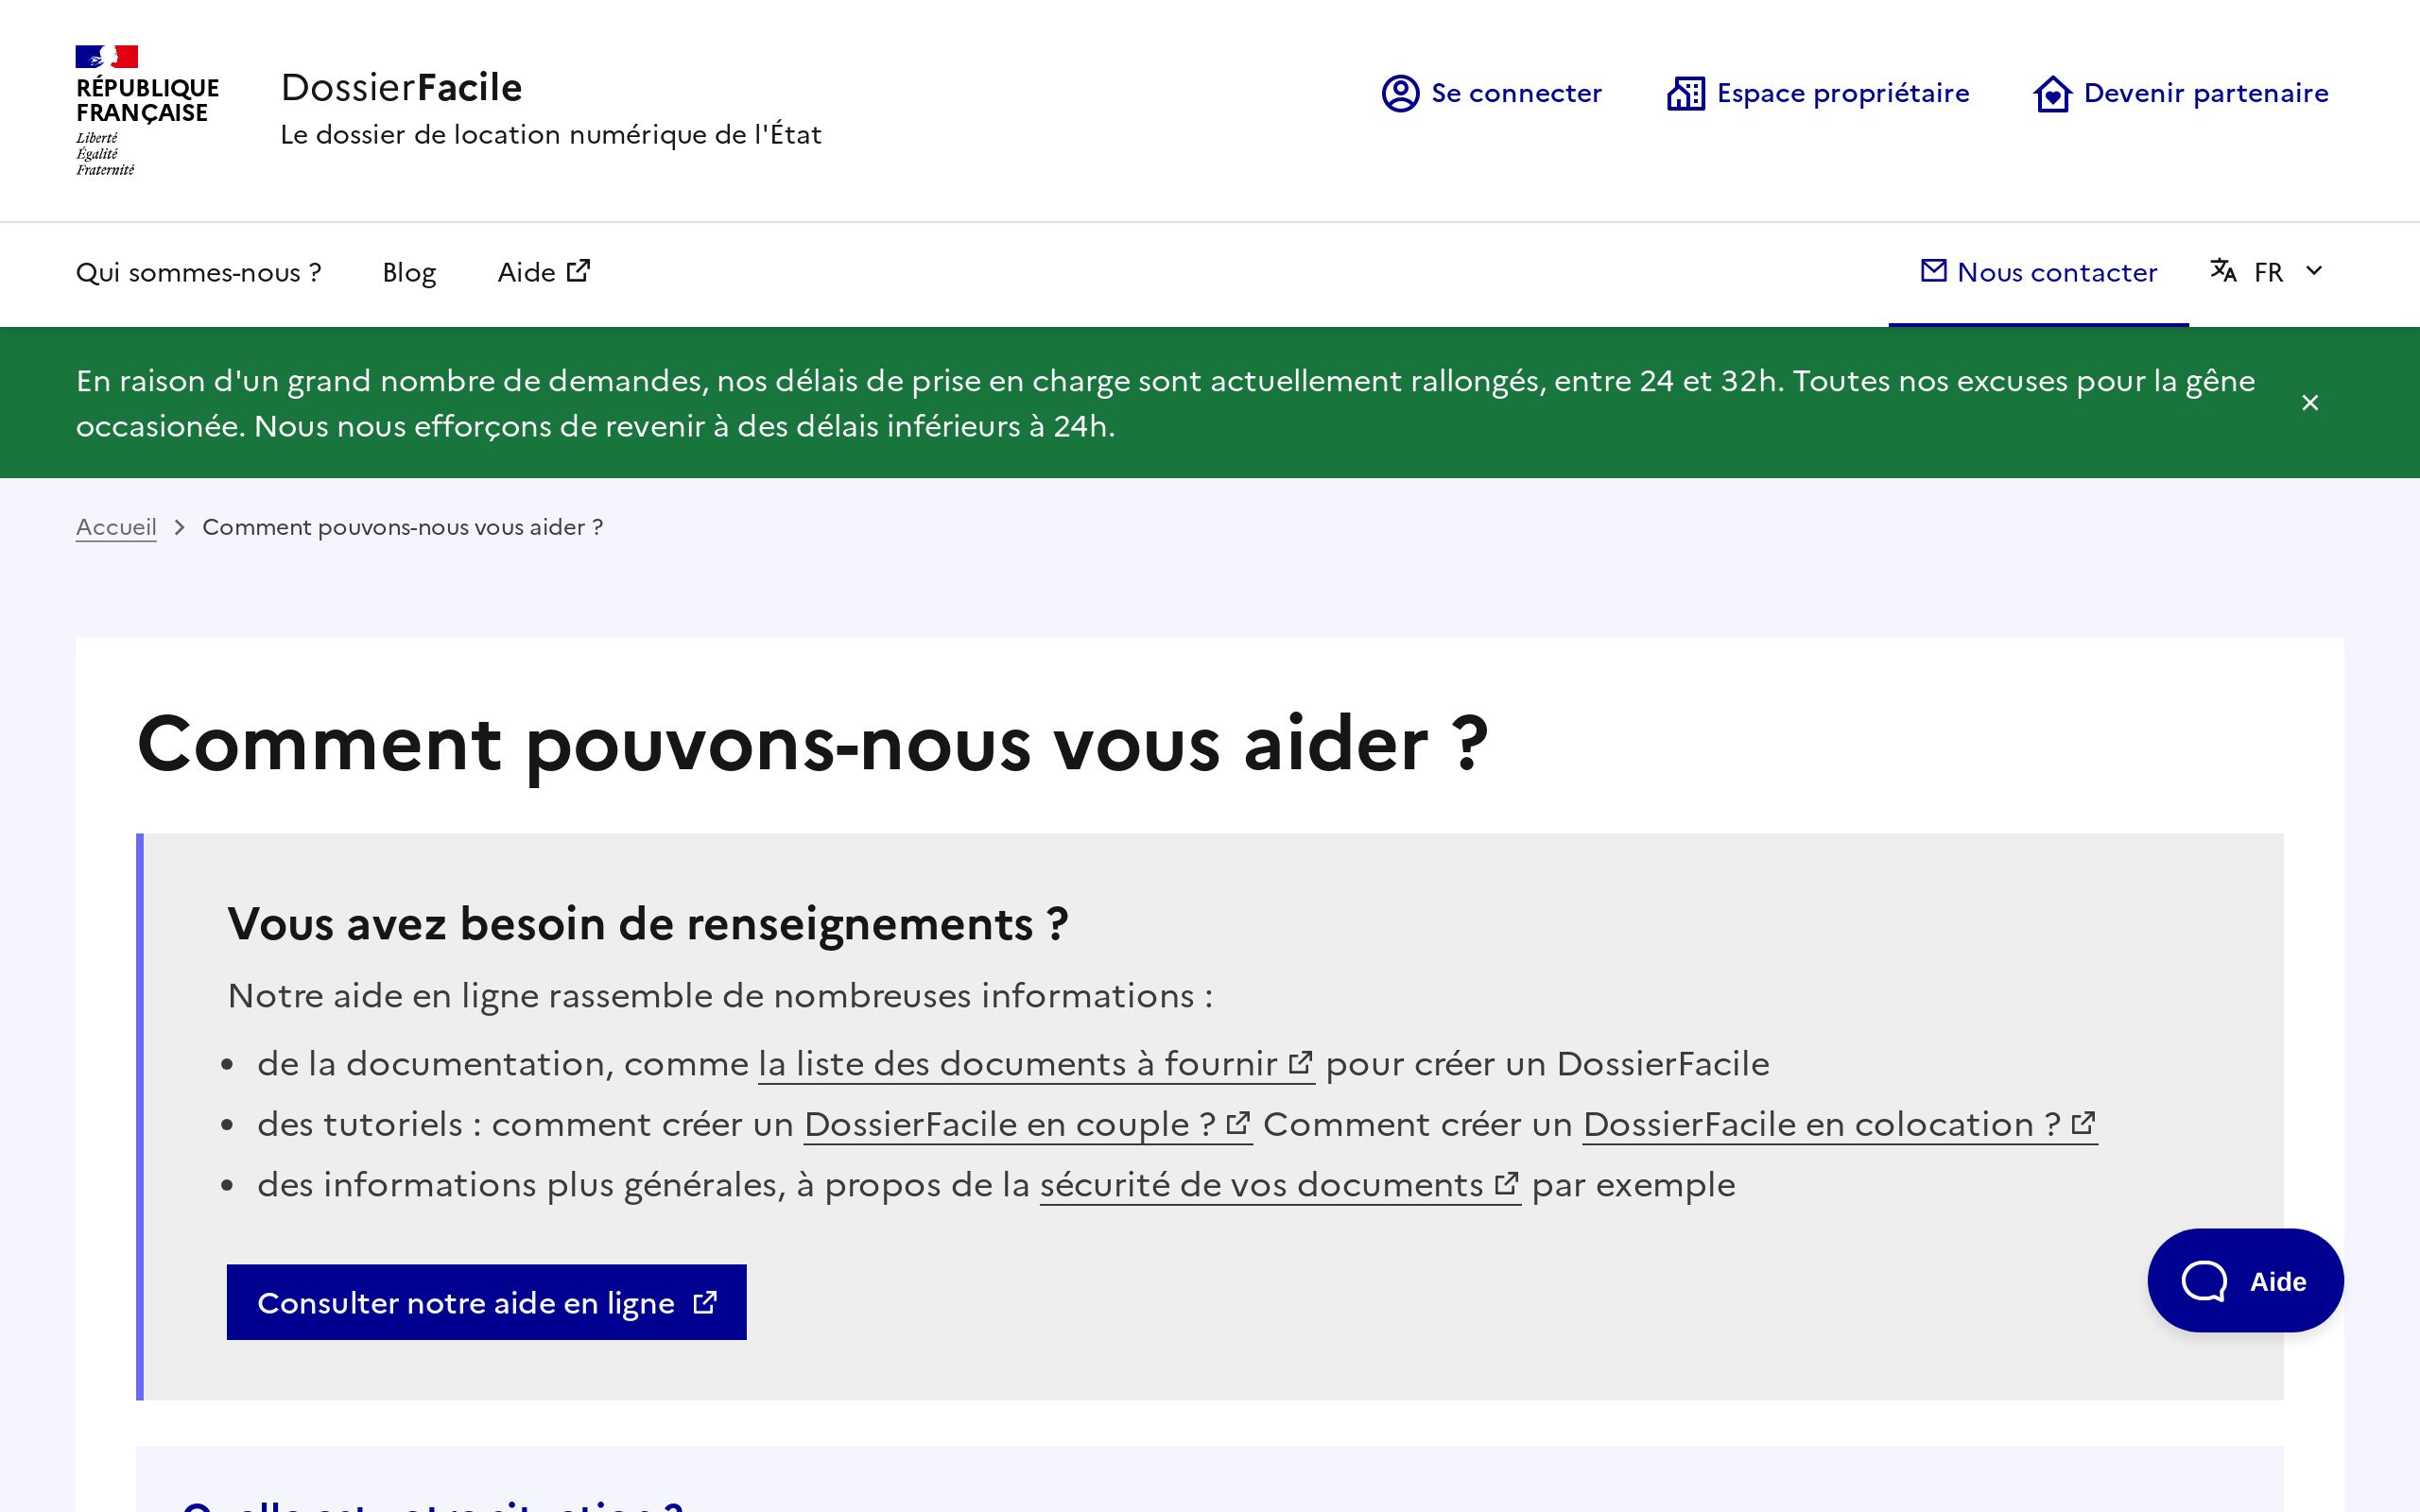 RÉPUBLIQUE
FRANÇAISE
Liberté
Égalité
Fraternité
DossierFacile
Le dossier de location numérique de l'État
Se connecter
Espace propriétaire
Devenir partenaire
Qui sommes-nous ?
Blog
Aide
Nous contacter
FR
En raison d'un grand nombre de demandes, nos délais de prise en charge sont actuellement rallongés, entre 24 et 32h. Toutes nos excuses pour la gêne
occasionée. Nous nous efforçons de revenir à des délais inférieurs à 24h.
Accueil
Comment pouvons-nous vous aider ?
Comment pouvons-nous vous aider ?
Vous avez besoin de renseignements ?
Notre aide en ligne rassemble de nombreuses informations :
de la documentation, comme la liste des documents à fournir pour créer un DossierFacile
des tutoriels : comment créer un DossierFacile en couple ? Comment créer un DossierFacile en colocation ?
des informations plus générales, à propos de la sécurité de vos documents par exemple
Consulter notre aide en ligne
Aide
Quelle est votre situation ?